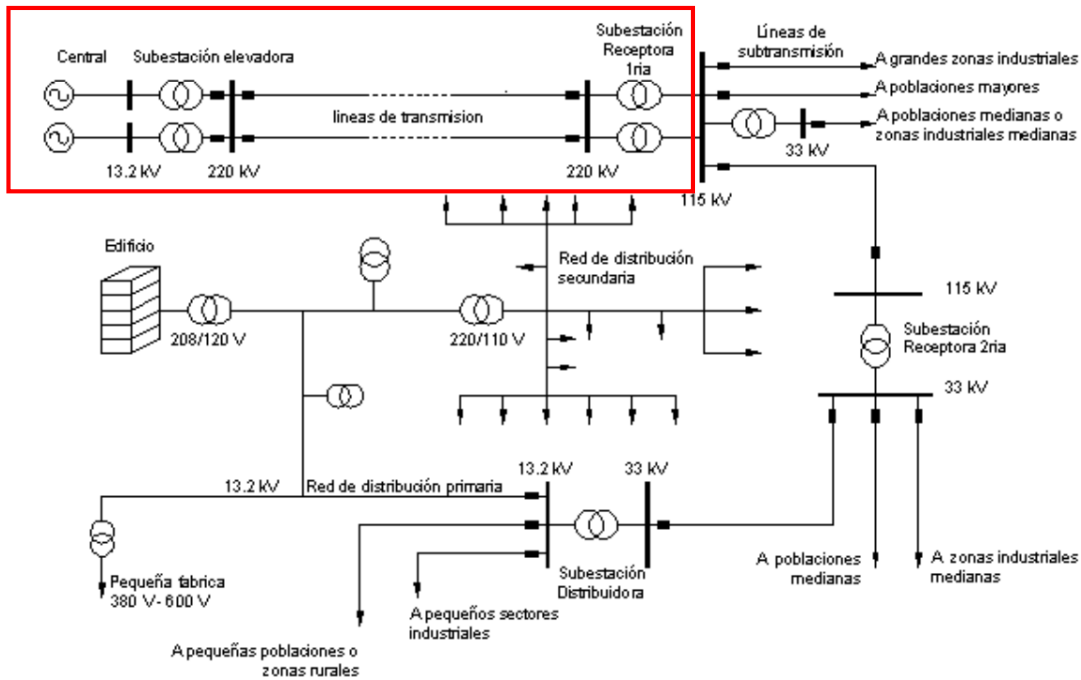 Central
Subestación elevadora
Subestación
Receptora
1ria
Líneas de
subtransmisión
A grandes zonas industriales
A poblaciones mayores
A poblaciones medianas o
zonas industriales medianas
lineas de transmision
33 kV
13.2 kV
220 kV
220 kV
115 kV
Edificio
Red de distribución
secundaria
115 kV
208/120 V
220/110 V
Subestación
Receptora 2ria
33 kV
13.2 kV
33 kV
13.2 kV
Red de distribución primaria
Pequeña fabrica
380 V- 600 V
Subestación
Distribuidora
A poblaciones
medianas
A zonas industriales
medianas
A pequeños sectores
industriales
A pequeñas poblaciones o
zonas rurales